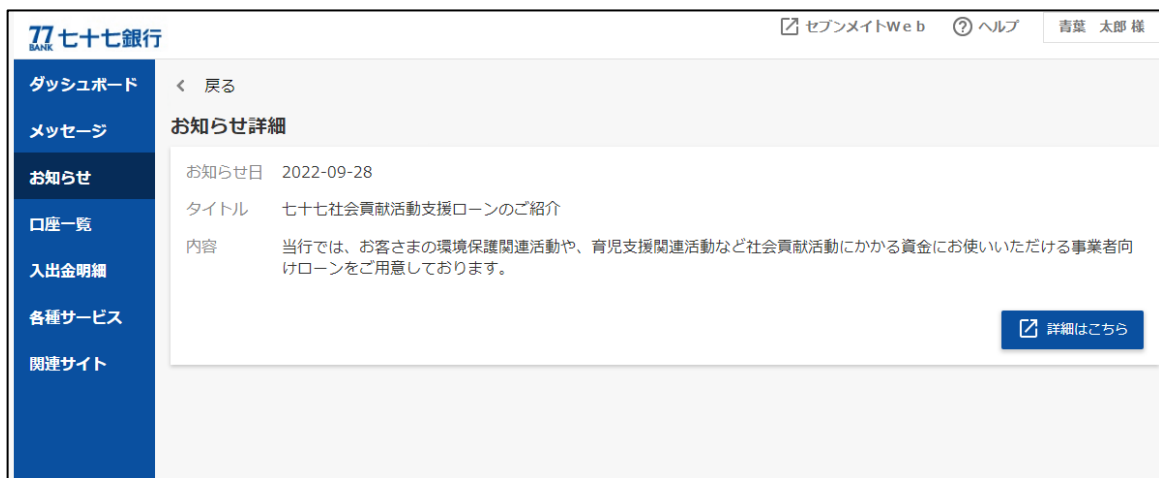 77 BANK 七十七銀行
セブンメイトWeb ヘルプ 青葉 太郎 様
ダッシュボード
メッセージ
お知らせ
口座一覧
入出金明細
各種サービス
関連サイト
戻る
お知らせ詳細
お知らせ日 2022-09-28
タイトル 七十七社会貢献活動支援ローンのご紹介
内容 当行では、お客さまの環境保護関連活動や、育児支援関連活動など社会貢献活動にかかる資金にお使いいただける事業者向
けローンをご用意しております。
詳細はこちら